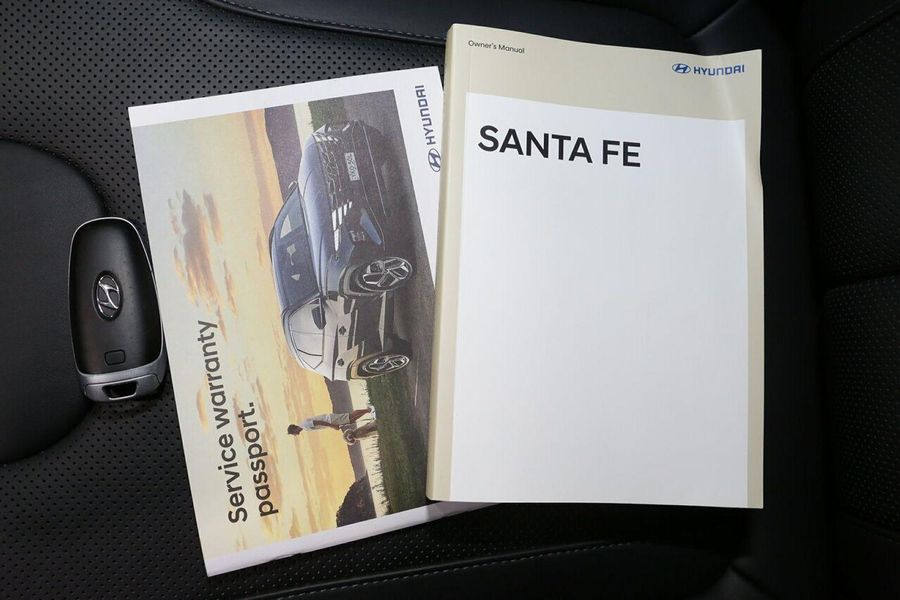 Owner's Manual
HYUNDAI
SANTA FE
HYUNDAI
Service warranty
passport.